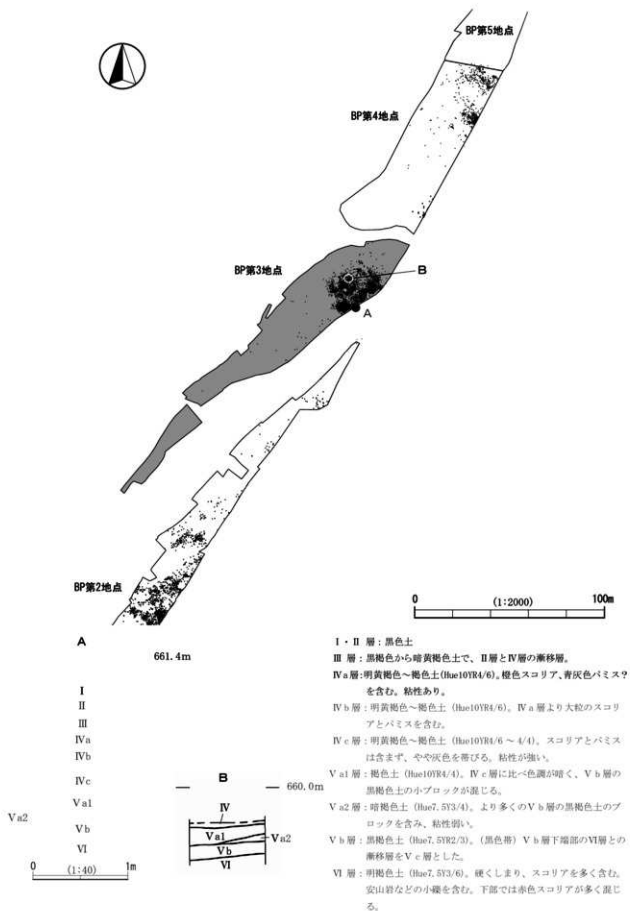 BP第5地点
BP第4地点
BP第3地点
B
A
BP第2地点
0 (1:2000) 100m
A
661.4m
I
II
III
IVa
IVb
IVc
Va1
Va2
Vb
VI
0 (1:40) 1m
B
660.0m
IV
Va1
Va2
Vb
VI
I・II 層：黒色土
III 層：黒褐色から暗黄褐色土で、II層とIV層の漸移層。
IVa層：明黄褐色～褐色土(Hue10YR4/6)。橙色スコリア、青灰色パミス？
を含む。粘性あり。
IVb層：明黄褐色～褐色土（Hue10YR4/6）。IVa層より大粒のスコ
リアとパミスを含む。
IVc層：明黄褐色～褐色土（Hue10YR4/6 ～ 4/4）。スコリアとパミス
は含まず、やや灰色を帯びる。粘性が強い。
Va1層：褐色土（Hue10YR4/4）。IVc層に比べ色調が暗く、Vb層の
黒褐色土の小ブロックが混じる。
Va2層：暗褐色土（Hue7.5Y3/4）。より多くのVb層の黒褐色土のブ
ロックを含み、粘性弱い。
Vb層：黒褐色土（Hue7.5YR2/3）。（黒色帯）Vb層下端部のVI層との
漸移層をVc層とした。
VI 層：明褐色土（Hue7.5Y3/6）。硬くしまり、スコリアを多く含む。
安山岩などの小礫を含む。下部では赤色スコリアが多く混じ
る。